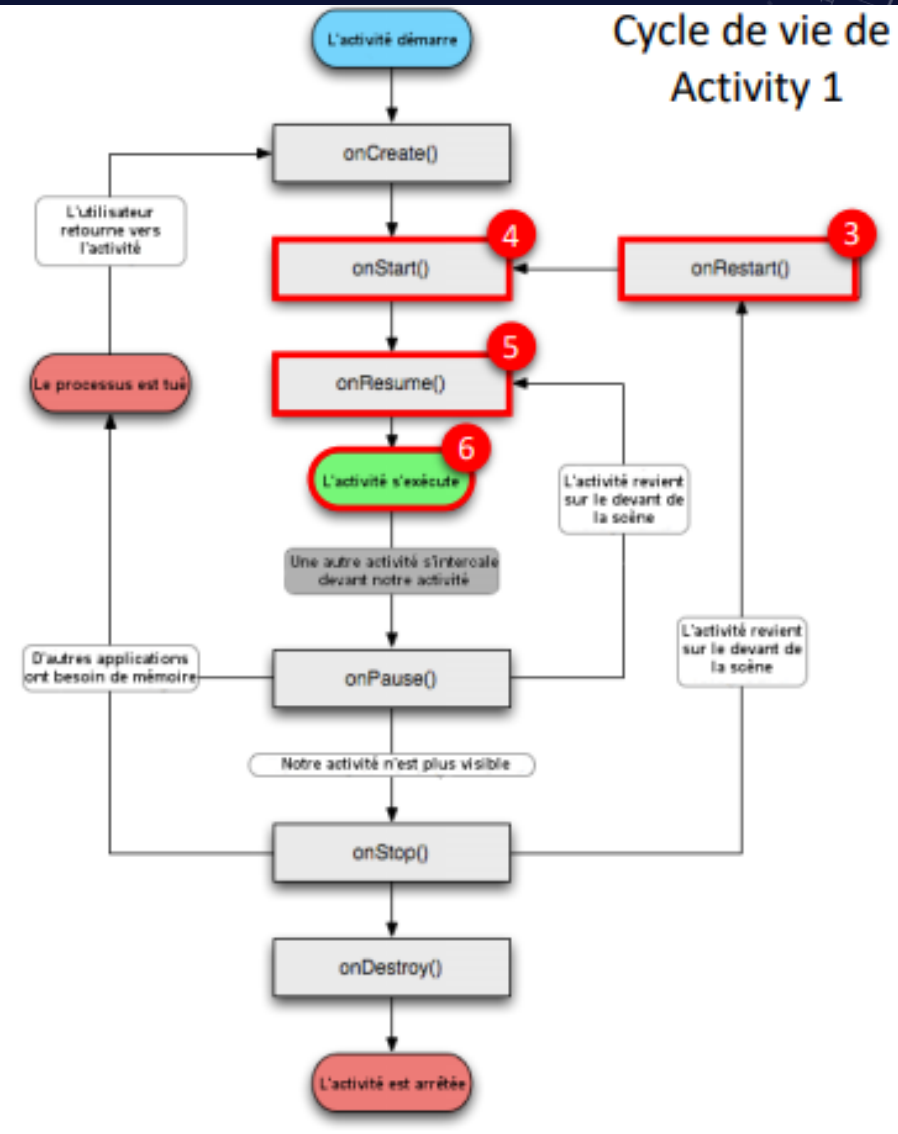 Cycle de vie de
Activity 1
L'activité démarre
onCreate()
L'utilisateur
retourne vers
l'activité
4
onStart()
3
onRestart()
5
onResume()
Le processus est tué
6
L'activité s'exécute
L'activité revient
sur le devant de
la scène
Une autre activité s'intercale
devant notre activité
L'activité revient
sur le devant de
la scène
D'autres applications
ont besoin de mémoire
onPause()
Notre activité n'est plus visible
onStop()
onDestroy()
L'activité est arrêtée